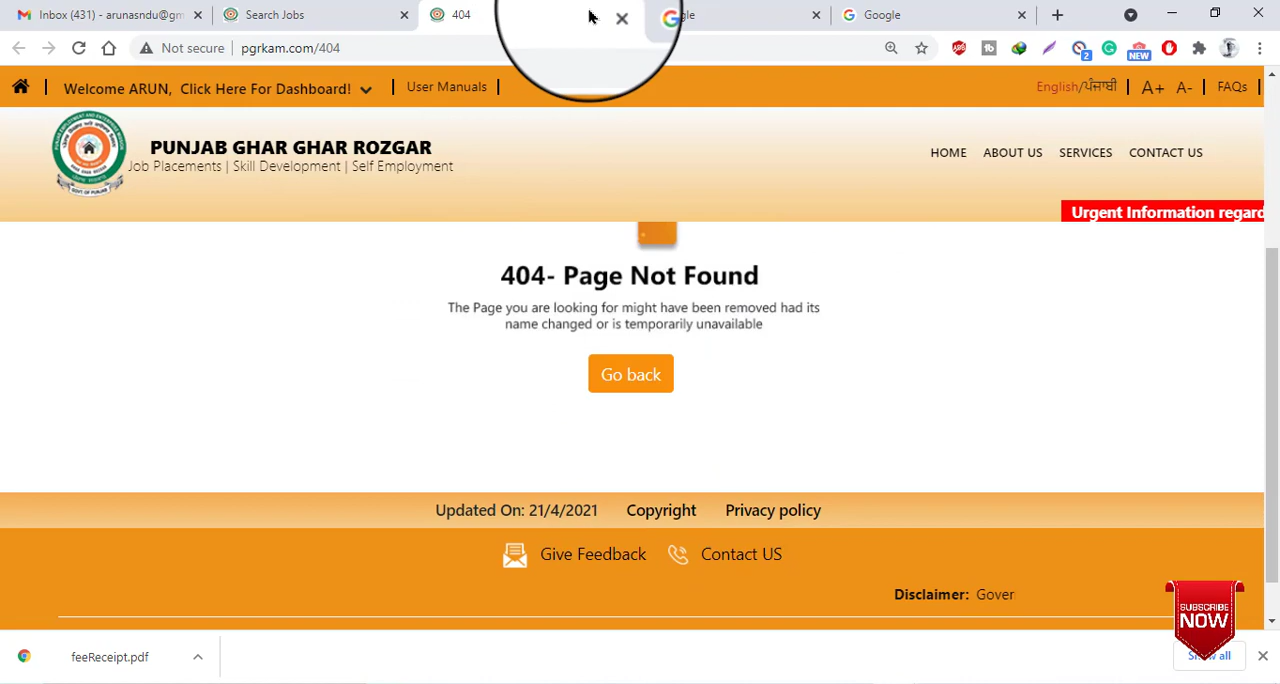 Inbox (431) - arunasndu@gm
Search Jobs
404
gle
Google
Not secure
pgrkam.com/404
2
NEW
Welcome ARUN, Click Here For Dashboard!
User Manuals
English/ਪੰਜਾਬੀ
A+
A-
FAQs
PUNJAB GHAR GHAR ROZGAR
Job Placements | Skill Development | Self Employment
HOME
ABOUT US
SERVICES
CONTACT US
Urgent Information regard
404- Page Not Found
The Page you are looking for might have been removed had its
name changed or is temporarily unavailable
Go back
Updated On: 21/4/2021
Copyright
Privacy policy
Give Feedback
Contact US
Disclaimer: Gover
SUBSCRIBE
NOW
feeReceipt.pdf
all